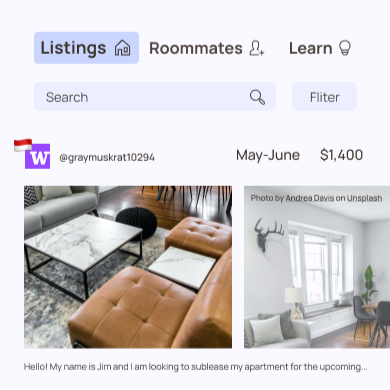 Listings Roommates Learn
Search Fliter
W @graymuskrat10294 May-June $1,400
Photo by Andrea Davis on Unsplash
Hello! My name is Jim and I am looking to sublease my apartment for the upcoming...